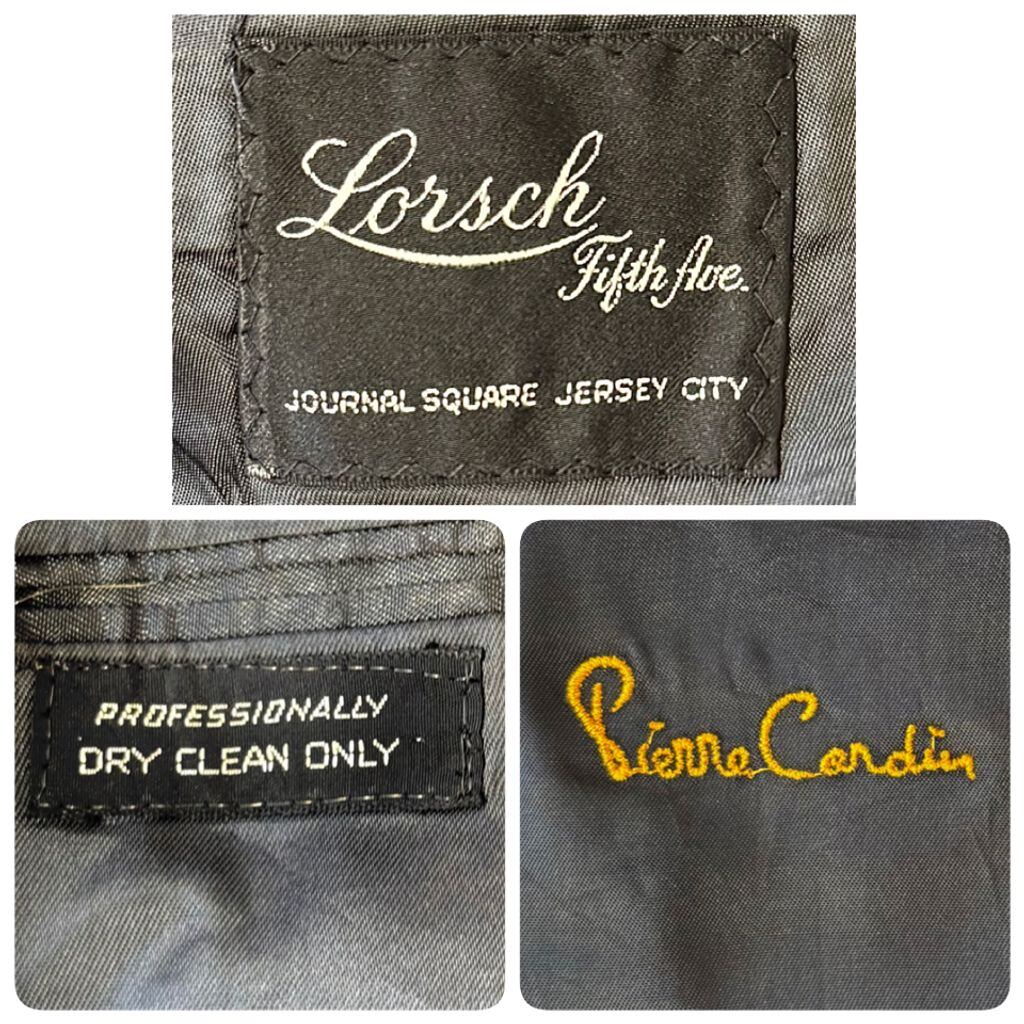 Lorsch
Fifth Ave.
JOURNAL SQUARE JERSEY CITY
PROFESSIONALLY
DRY CLEAN ONLY
Pierre Cardin